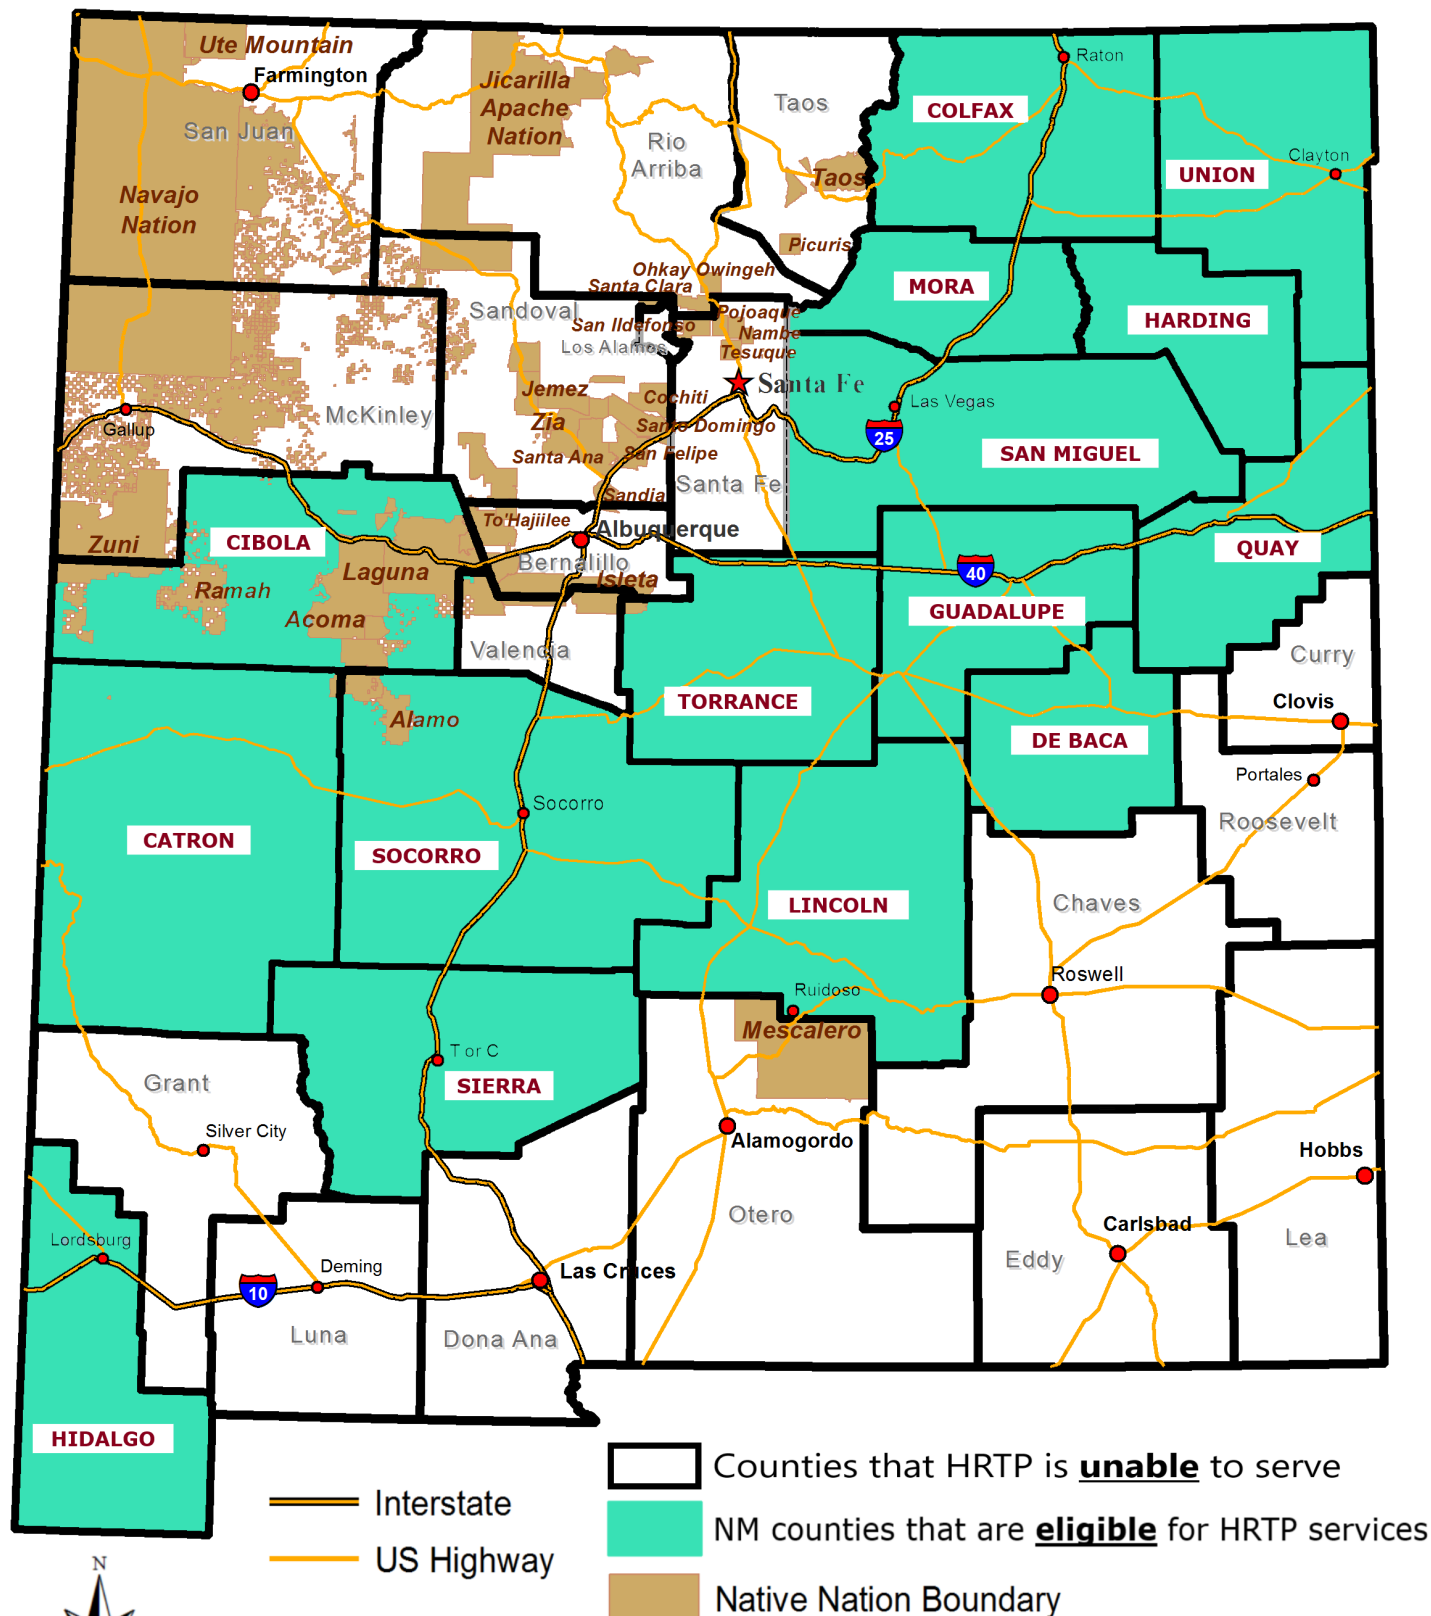 Ute Mountain
Farmington
San Juan
Navajo
Nation
Jicarilla
Apache
Nation
Rio
Arriba
Taos
Taos
Picuris
COLFAX
Raton
UNION
Clayton
MORA
HARDING
Ohkay Owingeh
Santa Clara
Sandoval
San Ildefonso
Los Alamos
Pojoaque
Nambe
Tesuque
Santa Fe
Jemez
Zia
Cochiti
Santo Domingo
Santa Ana
San Felipe
Sandia
Santa Fe
McKinley
Gallup
Las Vegas
25
SAN MIGUEL
Zuni
CIBOLA
Ramah
Laguna
Acoma
To'Hajiilee
Albuquerque
Bernalillo
Isleta
Valencia
40
GUADALUPE
QUAY
Curry
Clovis
TORRANCE
DE BACA
Portales
Roosevelt
Alamo
CATRON
Socorro
SOCORRO
LINCOLN
Chaves
Roswell
Ruidoso
Mescalero
T or C
SIERRA
Grant
Silver City
Alamogordo
Otero
Hobbs
Lea
Carlsbad
Eddy
Lordsburg
10
Deming
Luna
Las Cruces
Dona Ana
HIDALGO
Counties that HRTP is unable to serve
Interstate
NM counties that are eligible for HRTP services
US Highway
Native Nation Boundary
N